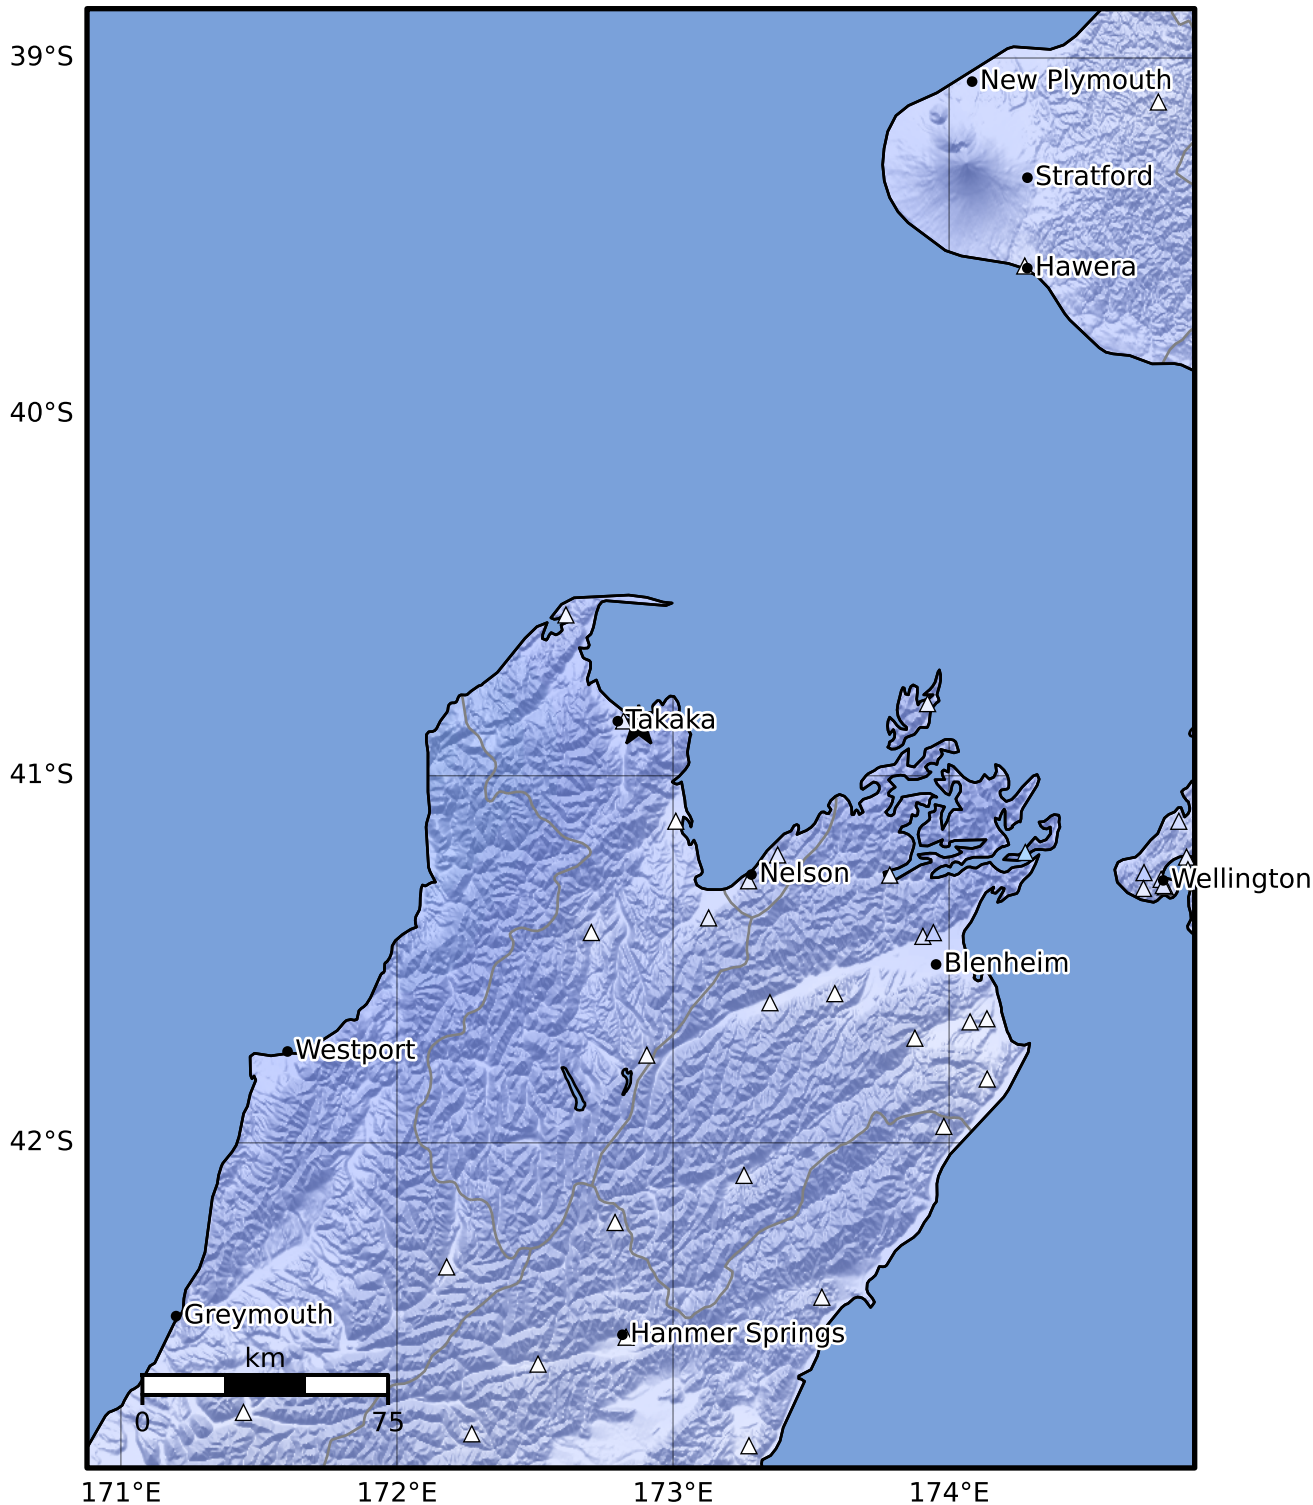 39°S
New Plymouth
Stratford
Hawera
40°S
Takaka
41°S
Nelson
Wellington
Blenheim
Westport
42°S
Greymouth
Hanmer Springs
km
0 75
171°E 172°E 173°E 174°E